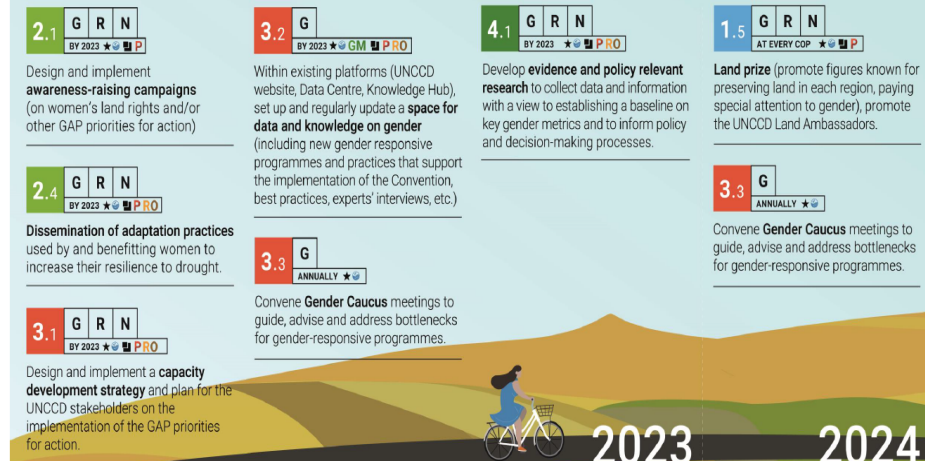 2.1
G R N
BY 2023 P
Design and implement
awareness-raising campaigns
(on women's land rights and/or
other GAP priorities for action)
2.4
G R N
BY 2023 P R O
Dissemination of adaptation practices
used by and benefitting women to
increase their resilience to drought.
3.1
G R N
BY 2023 P R O
Design and implement a capacity
development strategy and plan for the
UNCCD stakeholders on the
implementation of the GAP priorities
for action.
3.2
G
BY 2023 GM P R O
Within existing platforms (UNCCD
website, Data Centre, Knowledge Hub),
set up and regularly update a space for
data and knowledge on gender
(including new gender responsive
programmes and practices that support
the implementation of the Convention,
best practices, experts' interviews, etc.)
3.3
G
ANNUALLY
Convene Gender Caucus meetings to
guide, advise and address bottlenecks
for gender-responsive programmes.
4.1
G R N
BY 2023 P R O
Develop evidence and policy relevant
research to collect data and information
with a view to establishing a baseline on
key gender metrics and to inform policy
and decision-making processes.
2023
1.5
G R N
AT EVERY COP P
Land prize (promote figures known for
preserving land in each region, paying
special attention to gender), promote
the UNCCD Land Ambassadors.
3.3
G
ANNUALLY
Convene Gender Caucus meetings to
guide, advise and address bottlenecks
for gender-responsive programmes.
2024